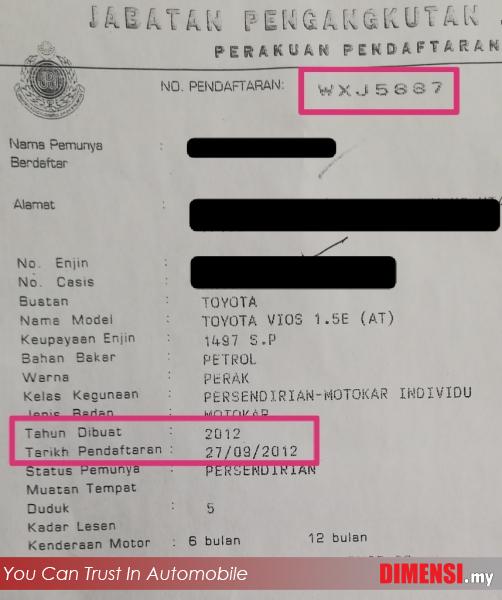 JABATAN PENGANGKUTAN
PERAKUAN PENDAFTARAN
NO. PENDAFTARAN: WXJ5887
Nama Pemunya :
Berdaftar
Alamat :
No. Enjin :
No. Casis :
Buatan : TOYOTA
Nama Model : TOYOTA VIOS 1.5E (AT)
Keupayaan Enjin : 1497 S.P
Bahan Bakar : PETROL
Warna : PERAK
Kelas Kegunaan : PERSENDIRIAN-MOTOKAR INDIVIDU
Jenis Badan : MOTOKAR
Tahun Dibuat : 2012
Tarikh Pendaftaran : 27/09/2012
Status Pemunya : PERSENDIRIAN
Muatan Tempat
Duduk : 5
Kadar Lesen
Kenderaan Motor : 6 bulan 12 bulan
You Can Trust In Automobile
DIMENSI.my